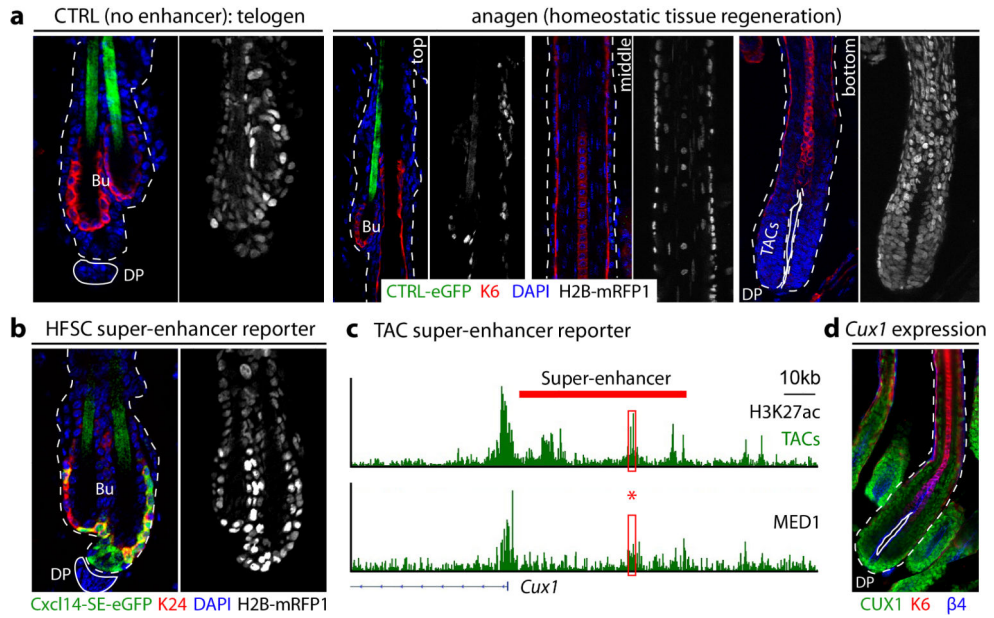 a CTRL (no enhancer): telogen
anagen (homeostatic tissue regeneration)
Bu
DP
top
Bu
middle
bottom
TACs
DP
CTRL-eGFP K6 DAPI H2B-mRFP1
b HFSC super-enhancer reporter
Bu
DP
Cxcl14-SE-eGFP K24 DAPI H2B-mRFP1
c TAC super-enhancer reporter
Super-enhancer
10kb
H3K27ac
TACs
*
MED1
Cux1
d Cux1 expression
DP
CUX1 K6 β4